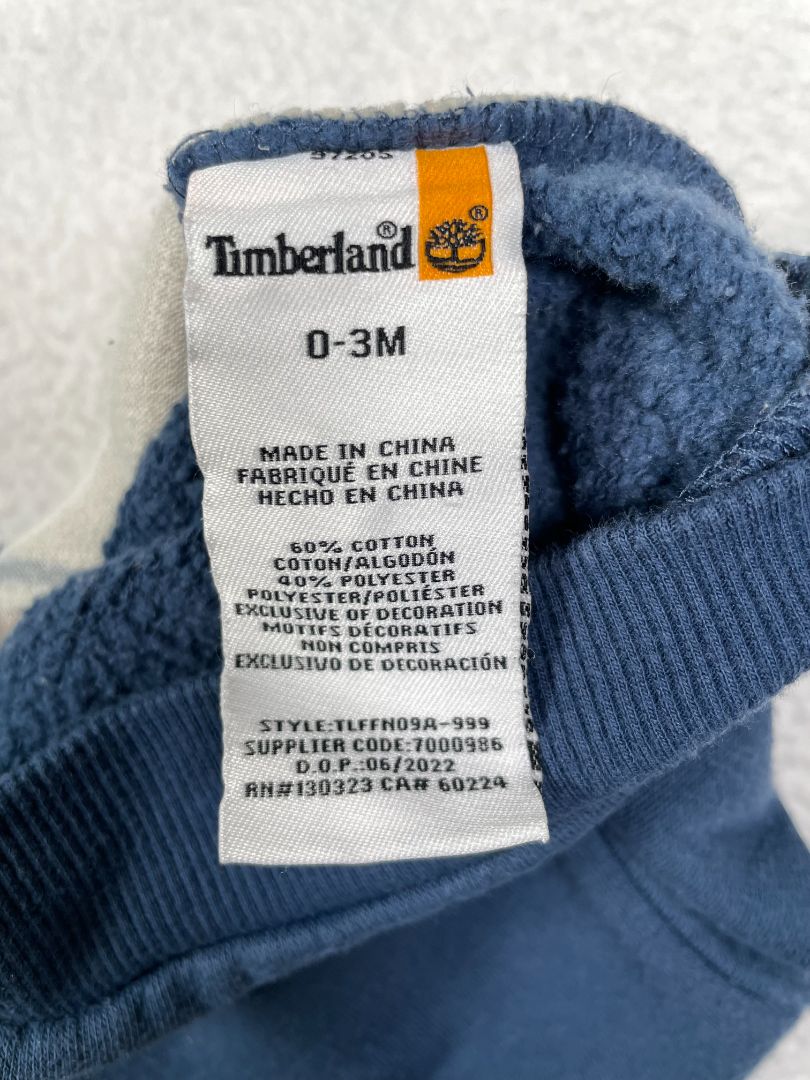 Timberland®
®
0-3M
MADE IN CHINA
FABRIQUÉ EN CHINE
HECHO EN CHINA
60% COTTON
COTON/ALGODÓN
40% POLYESTER
POLYESTER/POLIÉSTER
EXCLUSIVE OF DECORATION
MOTIFS DÉCORATIFS
NON COMPRIS
EXCLUSIVO DE DECORACIÓN
STYLE:TLFFN09A-999
SUPPLIER CODE:7000986
D.O.P.:06/2022
RN#130323 CA# 60224